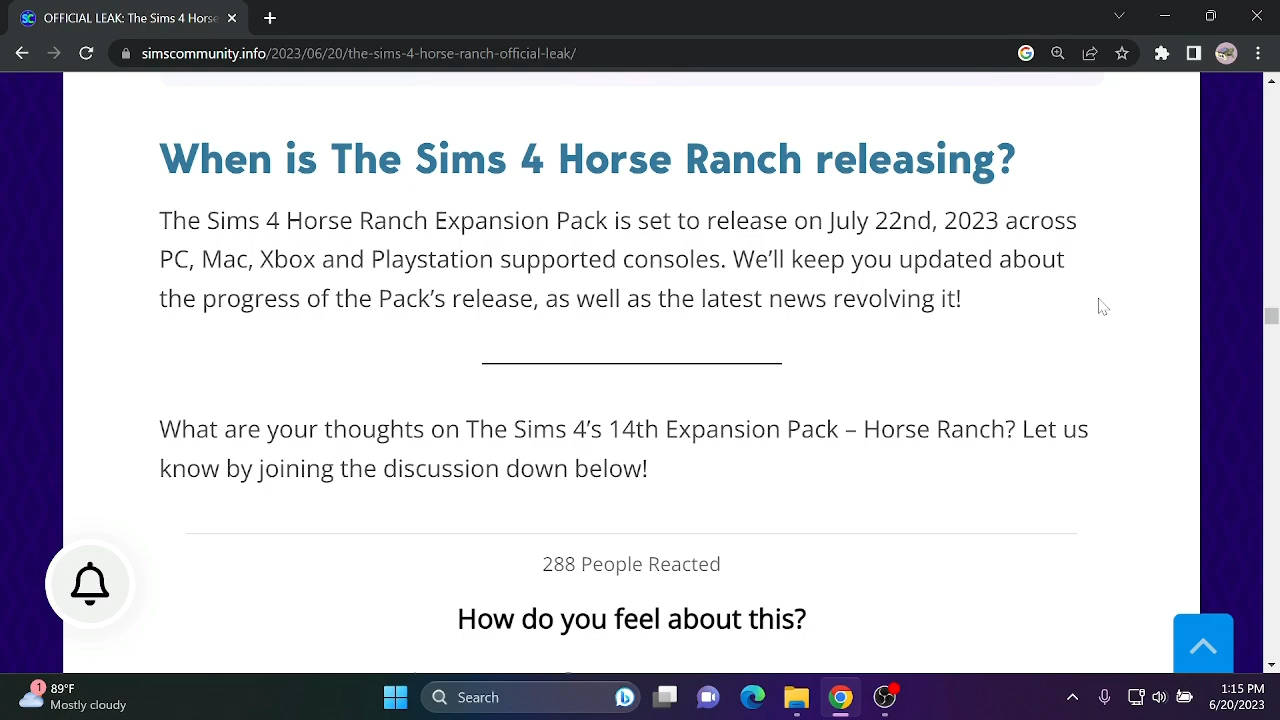 OFFICIAL LEAK: The Sims 4 Horse
simscommunity.info/2023/06/20/the-sims-4-horse-ranch-official-leak/
When is The Sims 4 Horse Ranch releasing?
The Sims 4 Horse Ranch Expansion Pack is set to release on July 22nd, 2023 across
PC, Mac, Xbox and Playstation supported consoles. We'll keep you updated about
the progress of the Pack's release, as well as the latest news revolving it!
What are your thoughts on The Sims 4's 14th Expansion Pack – Horse Ranch? Let us
know by joining the discussion down below!
288 People Reacted
How do you feel about this?
1
89°F
Mostly cloudy
Search
1:15 PM
6/20/2023